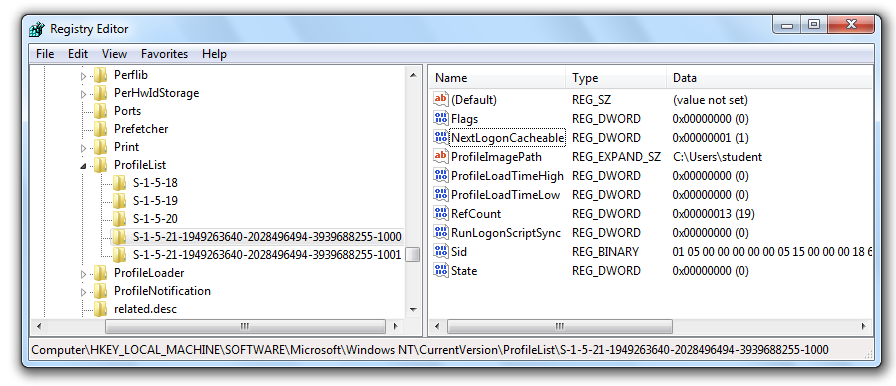 Registry Editor
File Edit View Favorites Help
Perflib
PerHwIdStorage
Ports
Prefetcher
Print
ProfileList
S-1-5-18
S-1-5-19
S-1-5-20
S-1-5-21-1949263640-2028496494-3939688255-1000
S-1-5-21-1949263640-2028496494-3939688255-1001
ProfileLoader
ProfileNotification
related.desc
Name Type Data
(Default) REG_SZ (value not set)
Flags REG_DWORD 0x00000000 (0)
NextLogonCacheable REG_DWORD 0x00000001 (1)
ProfileImagePath REG_EXPAND_SZ C:\Users\student
ProfileLoadTimeHigh REG_DWORD 0x00000000 (0)
ProfileLoadTimeLow REG_DWORD 0x00000000 (0)
RefCount REG_DWORD 0x00000013 (19)
RunLogonScriptSync REG_DWORD 0x00000000 (0)
Sid REG_BINARY 01 05 00 00 00 00 00 05 15 00 00 00 18 6
State REG_DWORD 0x00000000 (0)
Computer\HKEY_LOCAL_MACHINE\SOFTWARE\Microsoft\Windows NT\CurrentVersion\ProfileList\S-1-5-21-1949263640-2028496494-3939688255-1000